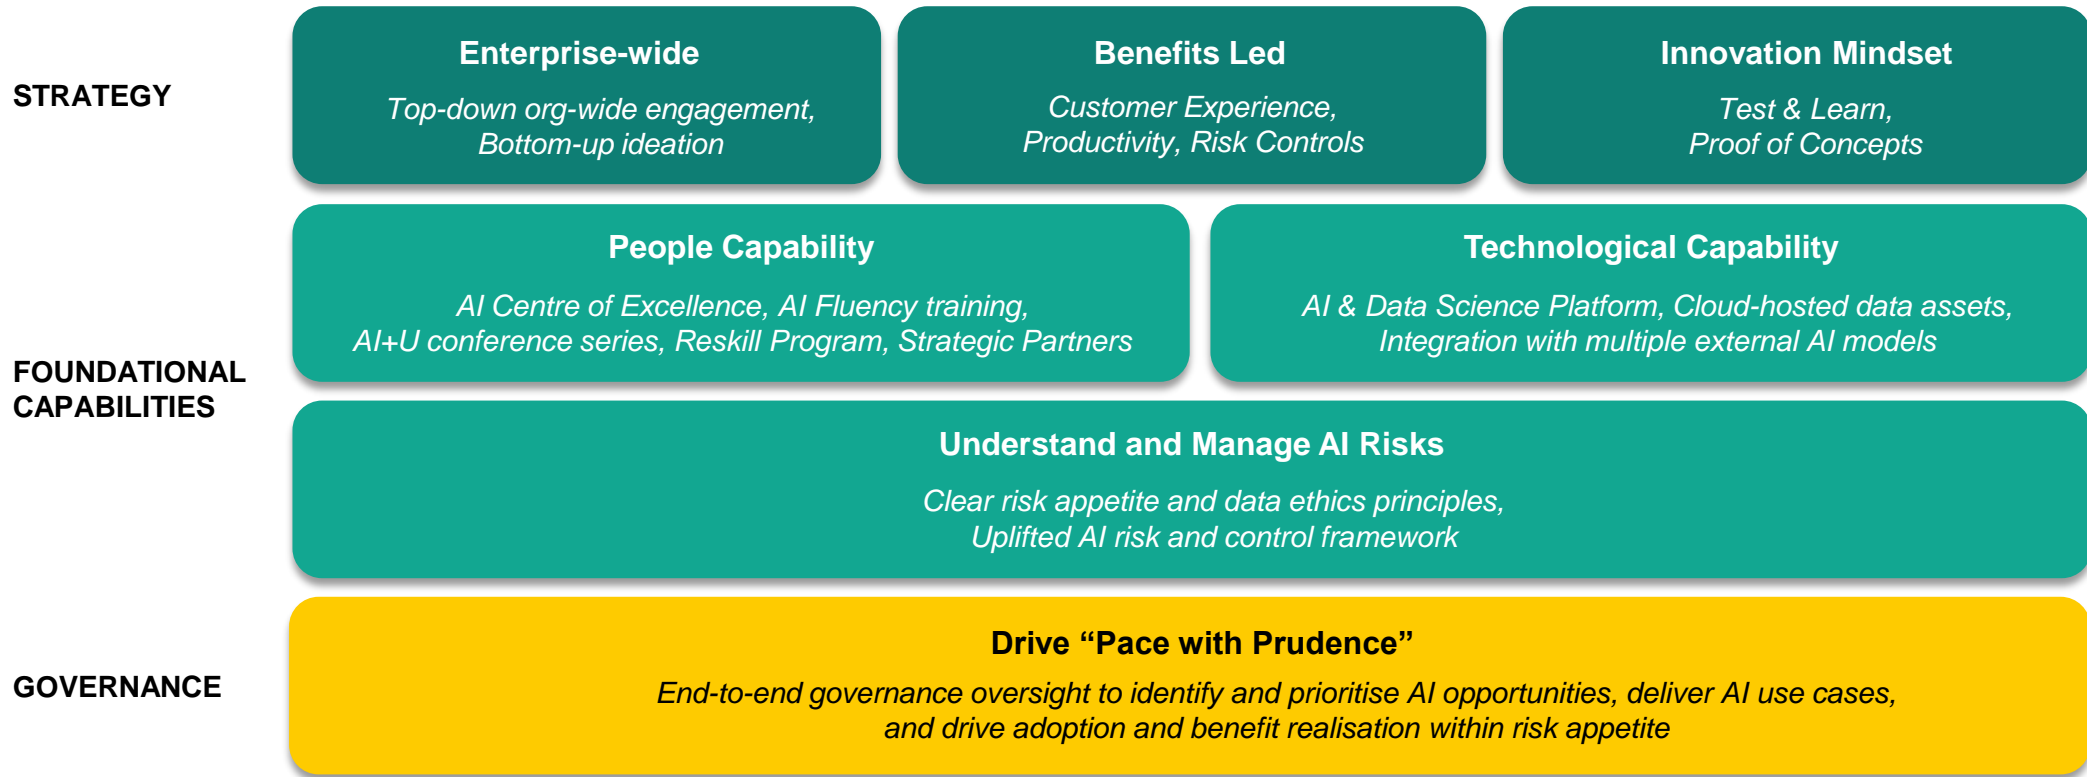 STRATEGY
Enterprise-wide
Top-down org-wide engagement,
Bottom-up ideation
Benefits Led
Customer Experience,
Productivity, Risk Controls
Innovation Mindset
Test & Learn,
Proof of Concepts
FOUNDATIONAL
CAPABILITIES
People Capability
AI Centre of Excellence, AI Fluency training,
AI+U conference series, Reskill Program, Strategic Partners
Technological Capability
AI & Data Science Platform, Cloud-hosted data assets,
Integration with multiple external AI models
Understand and Manage AI Risks
Clear risk appetite and data ethics principles,
Uplifted AI risk and control framework
GOVERNANCE
Drive “Pace with Prudence”
End-to-end governance oversight to identify and prioritise AI opportunities, deliver AI use cases,
and drive adoption and benefit realisation within risk appetite